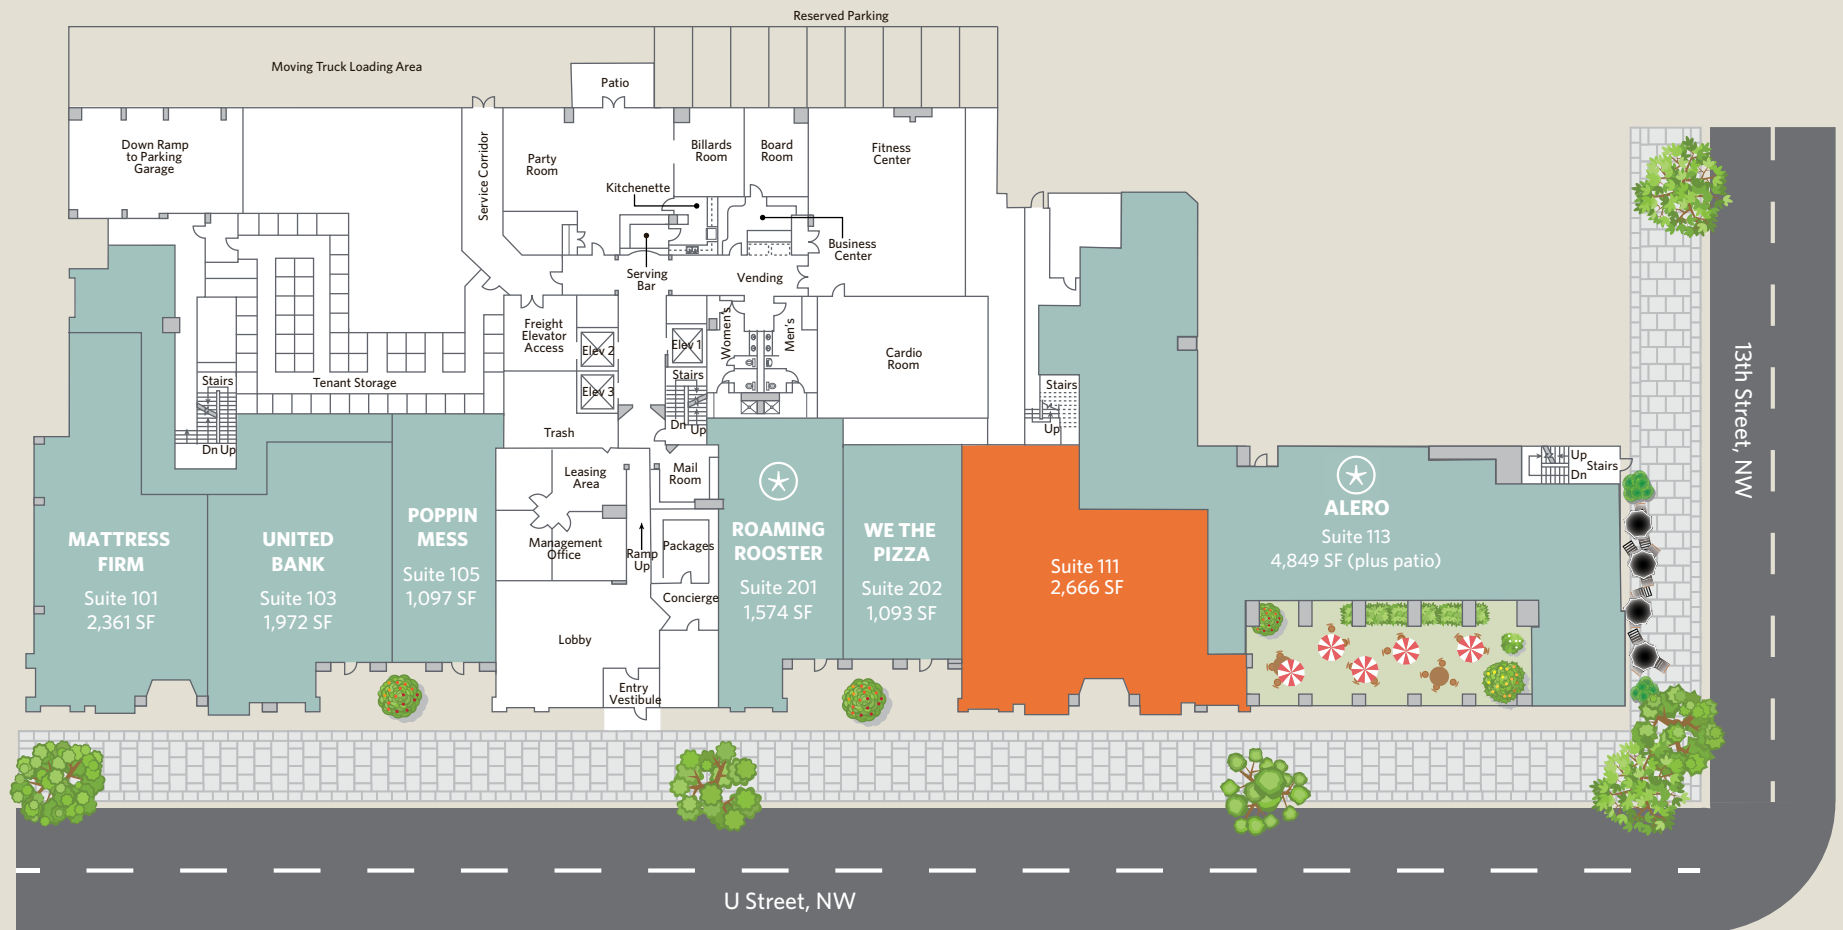 Reserved Parking
Moving Truck Loading Area
Patio
Down Ramp
to Parking
Garage
Service Corridor
Party
Room
Billards
Room
Board
Room
Fitness
Center
Kitchenette
Business
Center
Serving
Bar
Vending
Freight
Elevator
Access
Elev 2
Elev 1
Women's
Men's
Cardio
Room
Stairs
Tenant Storage
Elev 3
Stairs
Stairs
Dn
Up
Up
Trash
Dn Up
Leasing
Area
Mail
Room
Up
Dn
Stairs
MATTRESS
FIRM
Suite 101
2,361 SF
UNITED
BANK
Suite 103
1,972 SF
POPPIN
MESS
Suite 105
1,097 SF
Management
Office
Ramp
Up
Packages
Concierge
Lobby
Entry
Vestibule
ROAMING
ROOSTER
Suite 201
1,574 SF
WE THE
PIZZA
Suite 202
1,093 SF
Suite 111
2,666 SF
ALERO
Suite 113
4,849 SF (plus patio)
13th Street, NW
U Street, NW